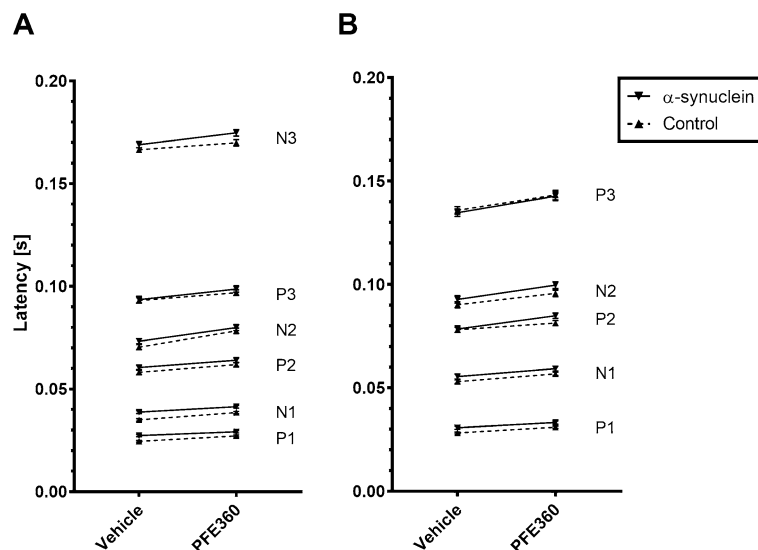 A
B
0.20
0.15
0.10
0.05
0.00
Latency [s]
N3
P3
N2
P2
N1
P1
Vehicle
PFE360
0.20
0.15
0.10
0.05
0.00
P3
N2
P2
N1
P1
Vehicle
PFE360
α-synuclein
Control